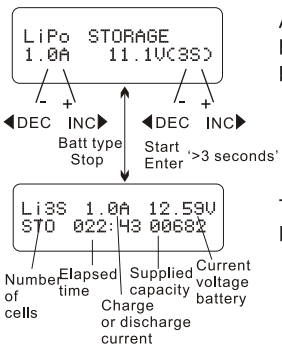 LiPo STORAGE
1.0A 11.1V(3S)
- + - +
◀DEC INC▶ ◀DEC INC▶
Batt type
Stop
Start
Enter '>3 seconds'
Li3S 1.0A 12.59V
STO 022:43 00682
Number
of
cells
Elapsed
time
Charge
or discharge
current
Supplied
capacity
Current
voltage
battery